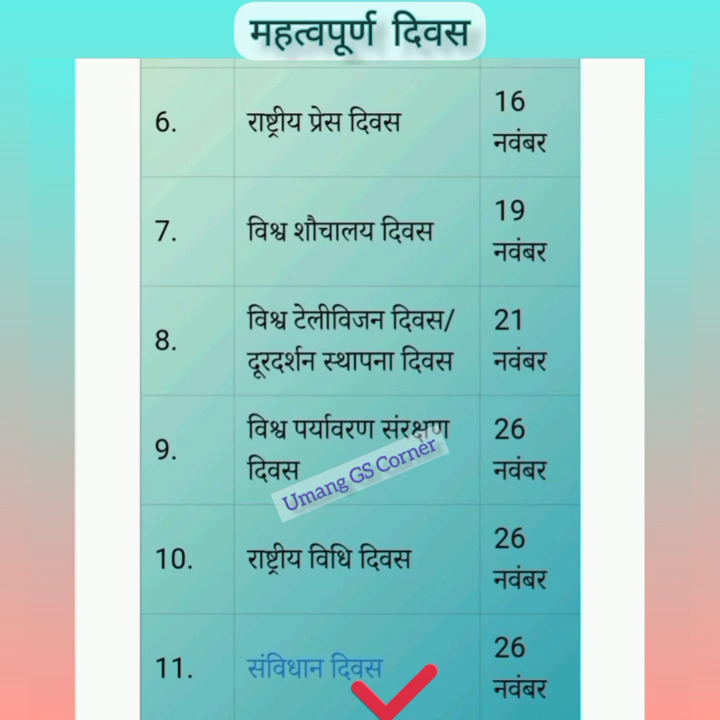 महत्वपूर्ण दिवस
6. राष्ट्रीय प्रेस दिवस 16 नवंबर
7. विश्व शौचालय दिवस 19 नवंबर
8. विश्व टेलीविजन दिवस/ 21
दूरदर्शन स्थापना दिवस नवंबर
9. विश्व पर्यावरण संरक्षण 26
दिवस नवंबर
Umang GS Corner
10. राष्ट्रीय विधि दिवस 26 नवंबर
11. संविधान दिवस 26 नवंबर